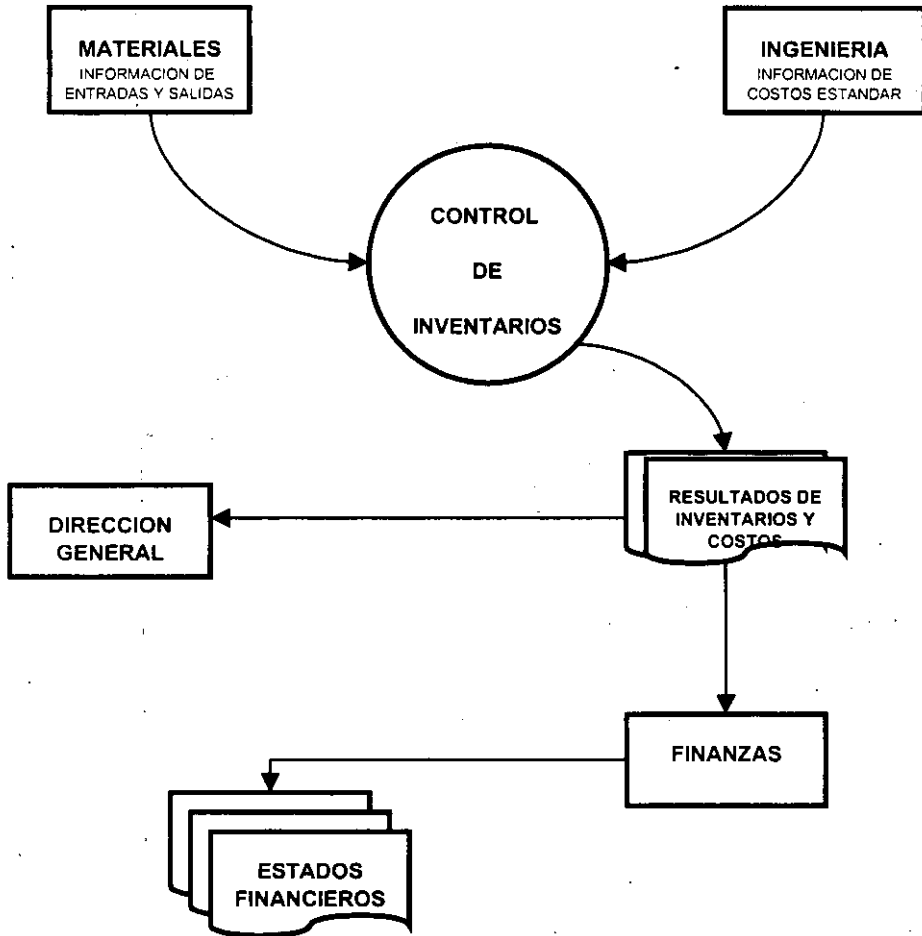 MATERIALES
INFORMACION DE
ENTRADAS Y SALIDAS
INGENIERIA
INFORMACION DE
COSTOS ESTANDAR
CONTROL
DE
INVENTARIOS
RESULTADOS DE
INVENTARIOS Y
COSTOS
DIRECCION
GENERAL
FINANZAS
ESTADOS
FINANCIEROS